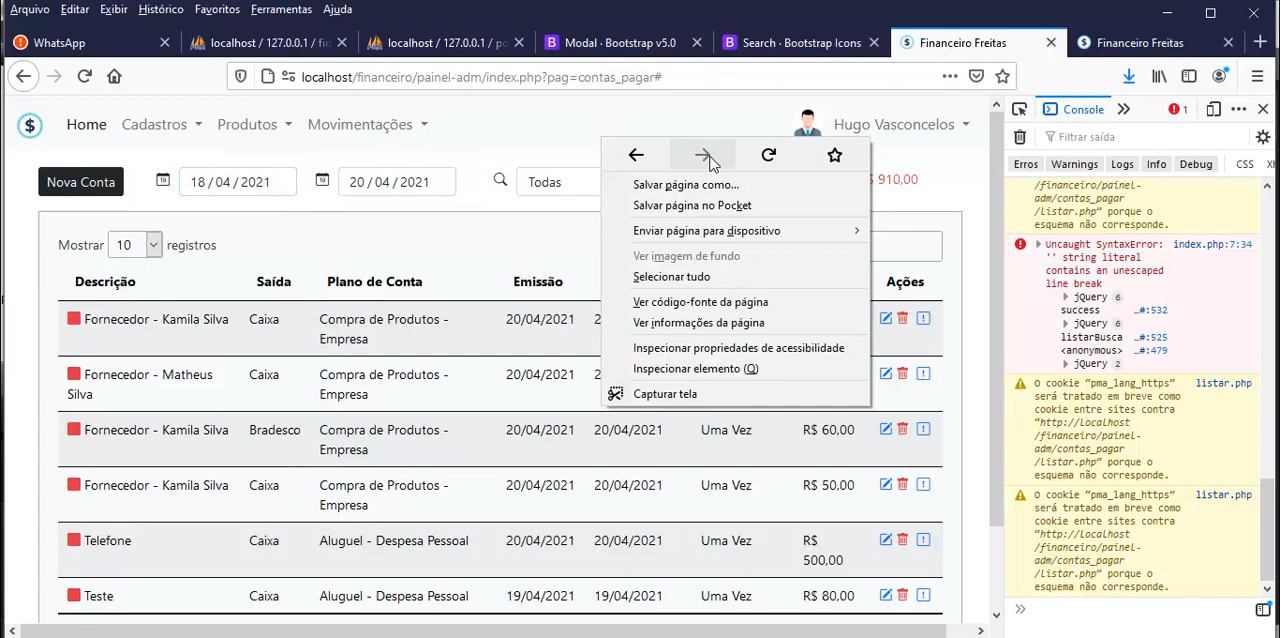 Arquivo Editar Exibir Histórico Favoritos Ferramentas Ajuda
WhatsApp
localhost / 127.0.0.1 / fin
localhost / 127.0.0.1 / pd
Modal · Bootstrap v5.0
Search · Bootstrap Icons
Financeiro Freitas
Financeiro Freitas
localhost/financeiro/painel-adm/index.php?pag=contas_pagar#
Home Cadastros Produtos Movimentações
Hugo Vasconcelos
Nova Conta
18 / 04 / 2021
20 / 04 / 2021
Todas
910,00
Mostrar 10 registros
Descrição Saída Plano de Conta Emissão Ações
Fornecedor - Kamila Silva Caixa Compra de Produtos - 20/04/2021
Empresa
Fornecedor - Matheus Caixa Compra de Produtos - 20/04/2021
Silva Empresa
Fornecedor - Kamila Silva Bradesco Compra de Produtos - 20/04/2021 20/04/2021 Uma Vez R$ 60,00
Empresa
Fornecedor - Kamila Silva Caixa Compra de Produtos - 20/04/2021 20/04/2021 Uma Vez R$ 50,00
Empresa
Telefone Caixa Aluguel - Despesa Pessoal 20/04/2021 20/04/2021 Uma Vez R$
500,00
Teste Caixa Aluguel - Despesa Pessoal 19/04/2021 19/04/2021 Uma Vez R$ 80,00
Salvar página como...
Salvar página no Pocket
Enviar página para dispositivo
Ver imagem de fundo
Selecionar tudo
Ver código-fonte da página
Ver informações da página
Inspecionar propriedades de acessibilidade
Inspecionar elemento (Q)
Capturar tela
Console
1
Filtrar saída
Erros Warnings Logs Info Debug CSS
/financeiro/painel-
adm/contas_pagar
/listar.php” porque o
esquema não corresponde.
Uncaught SyntaxError: index.php:7:34
'' string literal
contains an unescaped
line break
jQuery 6
success _#:532
jQuery 6
listarBusca _#:525
<anonymous> _#:479
jQuery 2
O cookie “pma_lang_https” listar.php
será tratado em breve como
cookie entre sites contra
“http://localhost
/financeiro/painel-
adm/contas_pagar
/listar.php” porque o
esquema não corresponde.
O cookie “pma_lang_https” listar.php
será tratado em breve como
cookie entre sites contra
“http://localhost
/financeiro/painel-
adm/contas_pagar
/listar.php” porque o
esquema não corresponde.